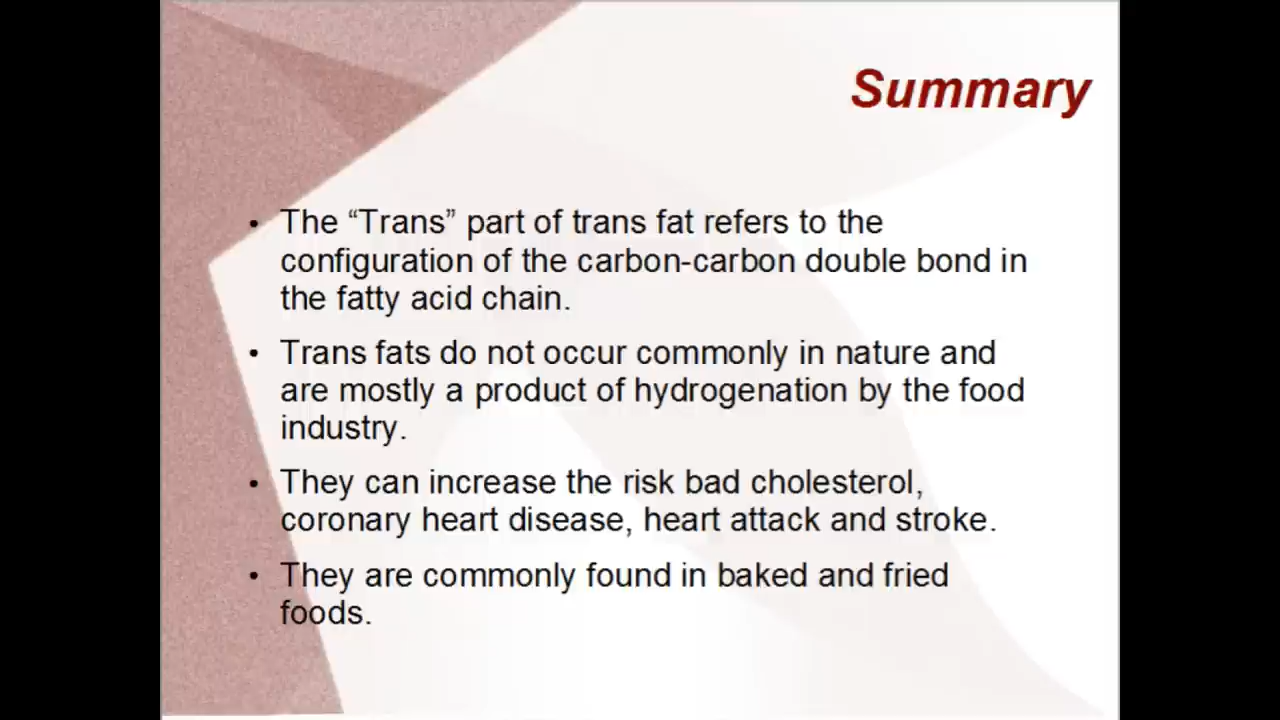 Summary
• The “Trans” part of trans fat refers to the
configuration of the carbon-carbon double bond in
the fatty acid chain.
• Trans fats do not occur commonly in nature and
are mostly a product of hydrogenation by the food
industry.
• They can increase the risk bad cholesterol,
coronary heart disease, heart attack and stroke.
• They are commonly found in baked and fried
foods.